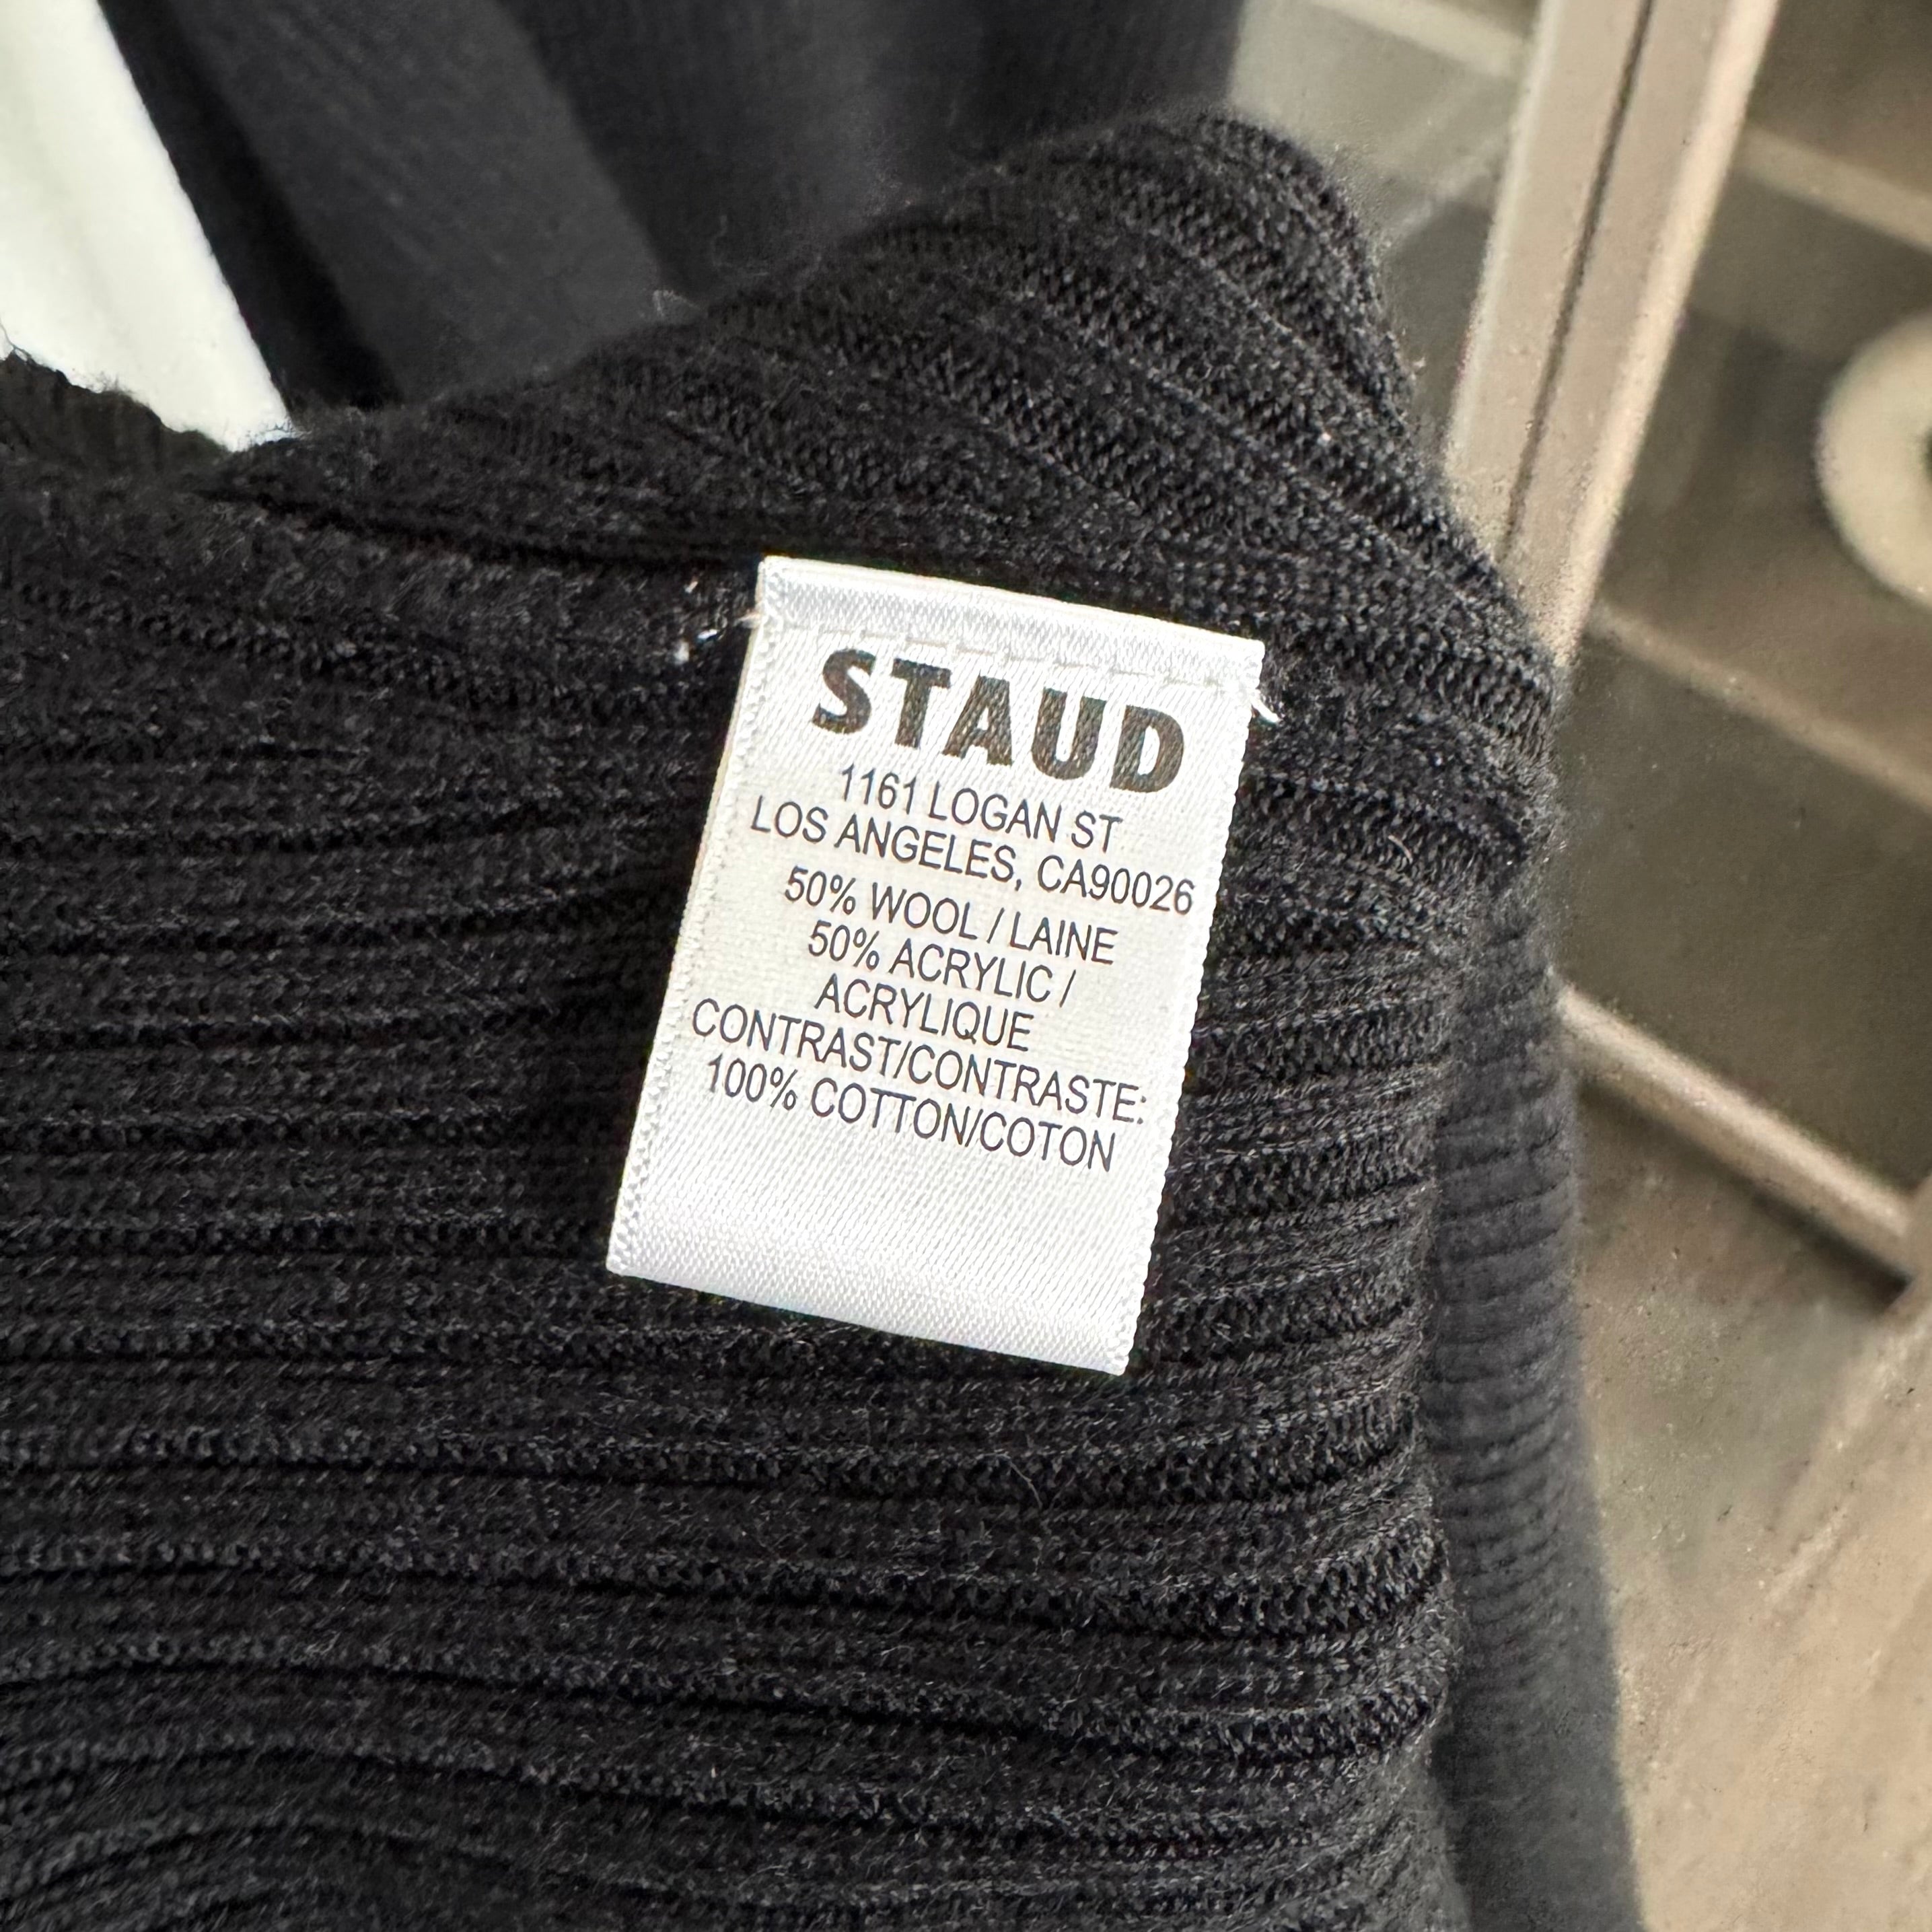 STAUD
1161 LOGAN ST
LOS ANGELES, CA90026
50% WOOL / LAINE
50% ACRYLIC /
ACRYLIQUE
CONTRAST/CONTRASTE:
100% COTTON/COTON